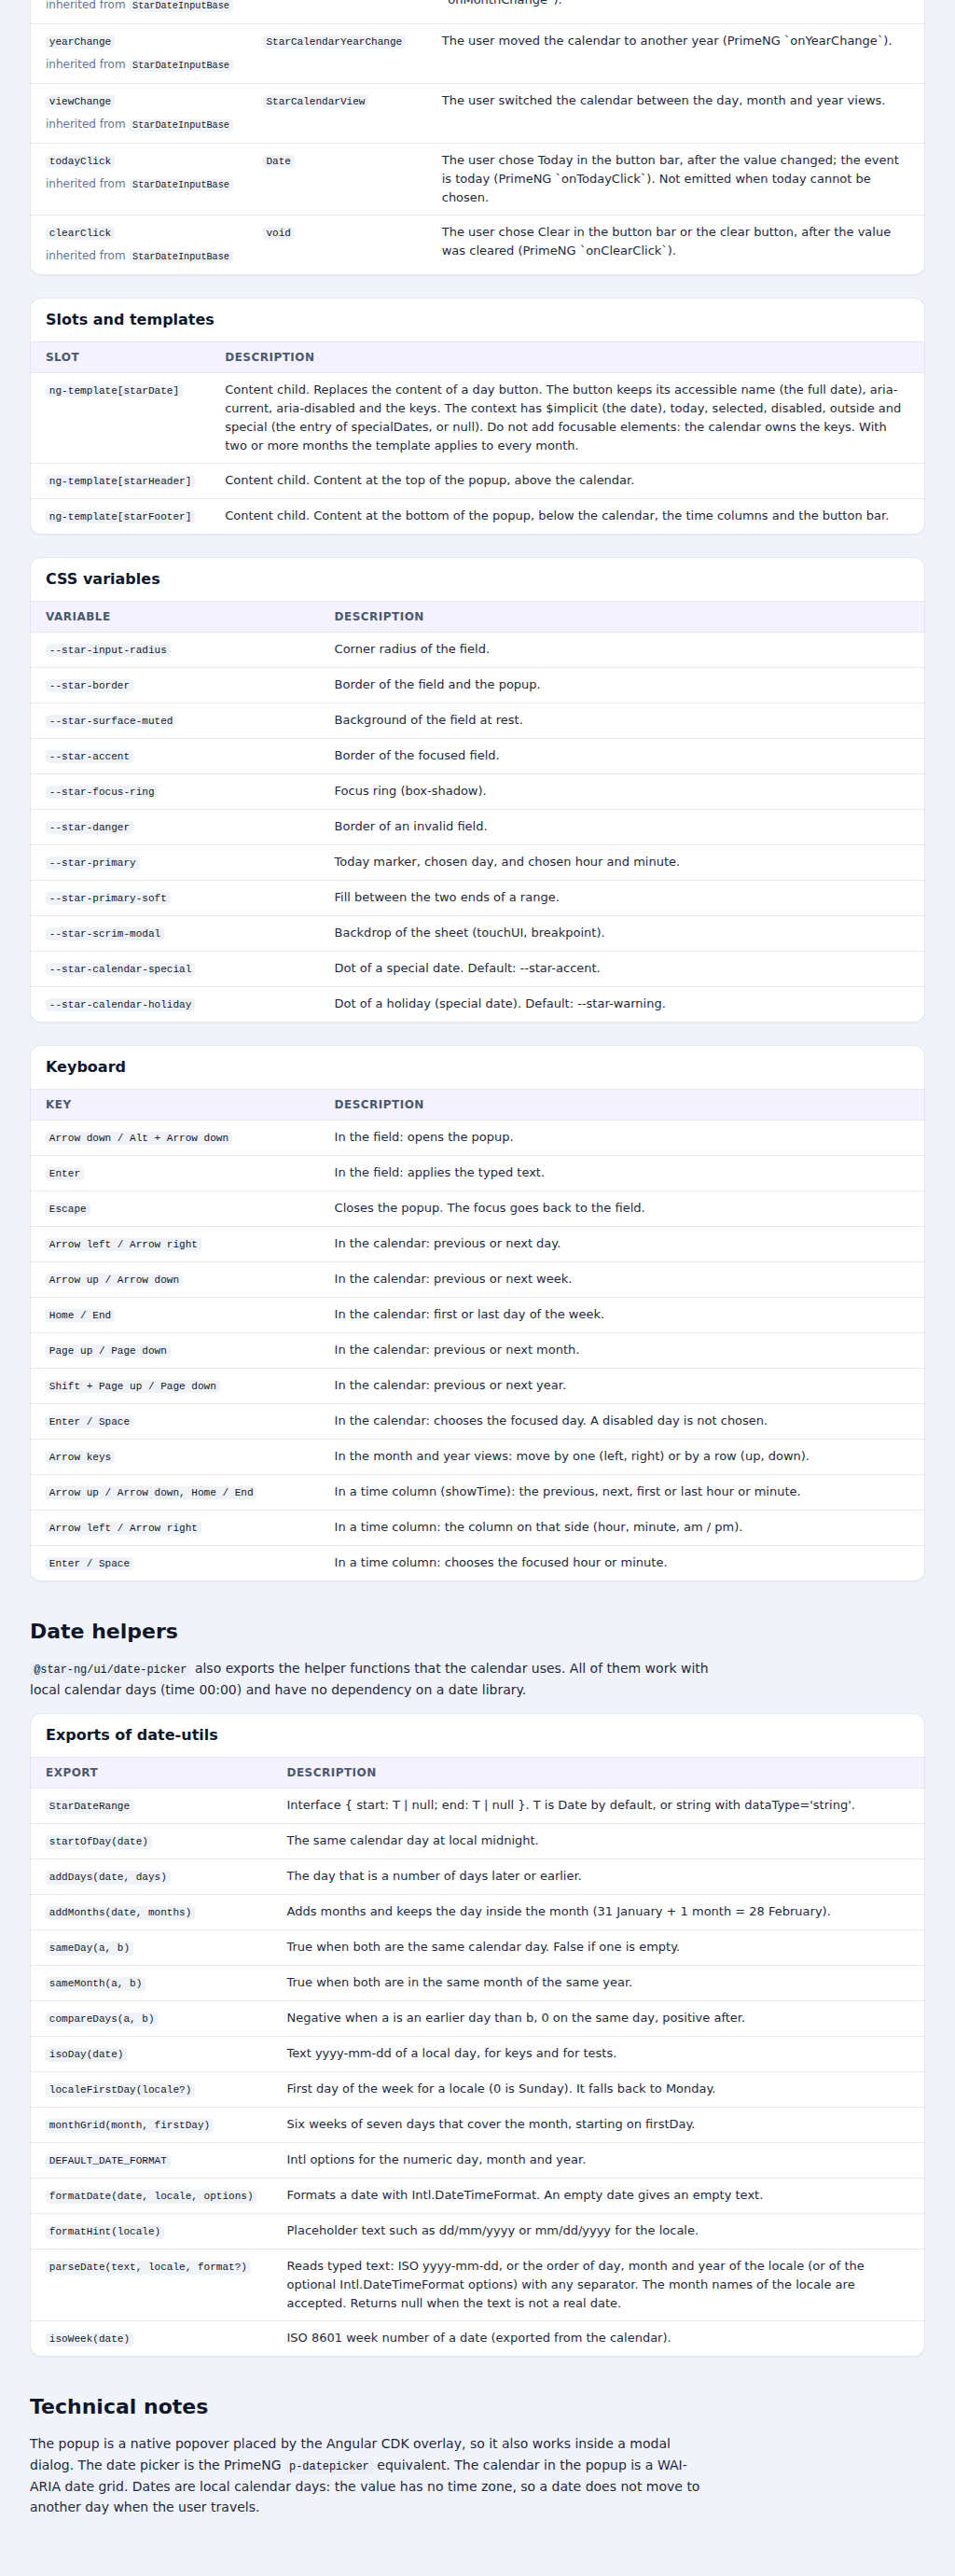 inherited from StarDateInputBase
`onMonthChange`).
yearChange StarCalendarYearChange The user moved the calendar to another year (PrimeNG `onYearChange`).
inherited from StarDateInputBase
viewChange StarCalendarView The user switched the calendar between the day, month and year views.
inherited from StarDateInputBase
todayClick Date The user chose Today in the button bar, after the value changed; the event
inherited from StarDateInputBase is today (PrimeNG `onTodayClick`). Not emitted when today cannot be
chosen.
clearClick void The user chose Clear in the button bar or the clear button, after the value
inherited from StarDateInputBase was cleared (PrimeNG `onClearClick`).
Slots and templates
SLOT DESCRIPTION
ng-template[starDate] Content child. Replaces the content of a day button. The button keeps its accessible name (the full date), aria-
current, aria-disabled and the keys. The context has $implicit (the date), today, selected, disabled, outside and
special (the entry of specialDates, or null). Do not add focusable elements: the calendar owns the keys. With
two or more months the template applies to every month.
ng-template[starHeader] Content child. Content at the top of the popup, above the calendar.
ng-template[starFooter] Content child. Content at the bottom of the popup, below the calendar, the time columns and the button bar.
CSS variables
VARIABLE DESCRIPTION
--star-input-radius Corner radius of the field.
--star-border Border of the field and the popup.
--star-surface-muted Background of the field at rest.
--star-accent Border of the focused field.
--star-focus-ring Focus ring (box-shadow).
--star-danger Border of an invalid field.
--star-primary Today marker, chosen day, and chosen hour and minute.
--star-primary-soft Fill between the two ends of a range.
--star-scrim-modal Backdrop of the sheet (touchUI, breakpoint).
--star-calendar-special Dot of a special date. Default: --star-accent.
--star-calendar-holiday Dot of a holiday (special date). Default: --star-warning.
Keyboard
KEY DESCRIPTION
Arrow down / Alt + Arrow down In the field: opens the popup.
Enter In the field: applies the typed text.
Escape Closes the popup. The focus goes back to the field.
Arrow left / Arrow right In the calendar: previous or next day.
Arrow up / Arrow down In the calendar: previous or next week.
Home / End In the calendar: first or last day of the week.
Page up / Page down In the calendar: previous or next month.
Shift + Page up / Page down In the calendar: previous or next year.
Enter / Space In the calendar: chooses the focused day. A disabled day is not chosen.
Arrow keys In the month and year views: move by one (left, right) or by a row (up, down).
Arrow up / Arrow down, Home / End In a time column (showTime): the previous, next, first or last hour or minute.
Arrow left / Arrow right In a time column: the column on that side (hour, minute, am / pm).
Enter / Space In a time column: chooses the focused hour or minute.
Date helpers
@star-ng/ui/date-picker also exports the helper functions that the calendar uses. All of them work with
local calendar days (time 00:00) and have no dependency on a date library.
Exports of date-utils
EXPORT DESCRIPTION
StarDateRange Interface { start: T | null; end: T | null }. T is Date by default, or string with dataType='string'.
startOfDay(date) The same calendar day at local midnight.
addDays(date, days) The day that is a number of days later or earlier.
addMonths(date, months) Adds months and keeps the day inside the month (31 January + 1 month = 28 February).
sameDay(a, b) True when both are the same calendar day. False if one is empty.
sameMonth(a, b) True when both are in the same month of the same year.
compareDays(a, b) Negative when a is an earlier day than b, 0 on the same day, positive after.
isoDay(date) Text yyyy-mm-dd of a local day, for keys and for tests.
localeFirstDay(locale?) First day of the week for a locale (0 is Sunday). It falls back to Monday.
monthGrid(month, firstDay) Six weeks of seven days that cover the month, starting on firstDay.
DEFAULT_DATE_FORMAT Intl options for the numeric day, month and year.
formatDate(date, locale, options) Formats a date with Intl.DateTimeFormat. An empty date gives an empty text.
formatHint(locale) Placeholder text such as dd/mm/yyyy or mm/dd/yyyy for the locale.
parseDate(text, locale, format?) Reads typed text: ISO yyyy-mm-dd, or the order of day, month and year of the locale (or of the
optional Intl.DateTimeFormat options) with any separator. The month names of the locale are
accepted. Returns null when the text is not a real date.
isoWeek(date) ISO 8601 week number of a date (exported from the calendar).
Technical notes
The popup is a native popover placed by the Angular CDK overlay, so it also works inside a modal
dialog. The date picker is the PrimeNG p-datepicker equivalent. The calendar in the popup is a WAI-
ARIA date grid. Dates are local calendar days: the value has no time zone, so a date does not move to
another day when the user travels.